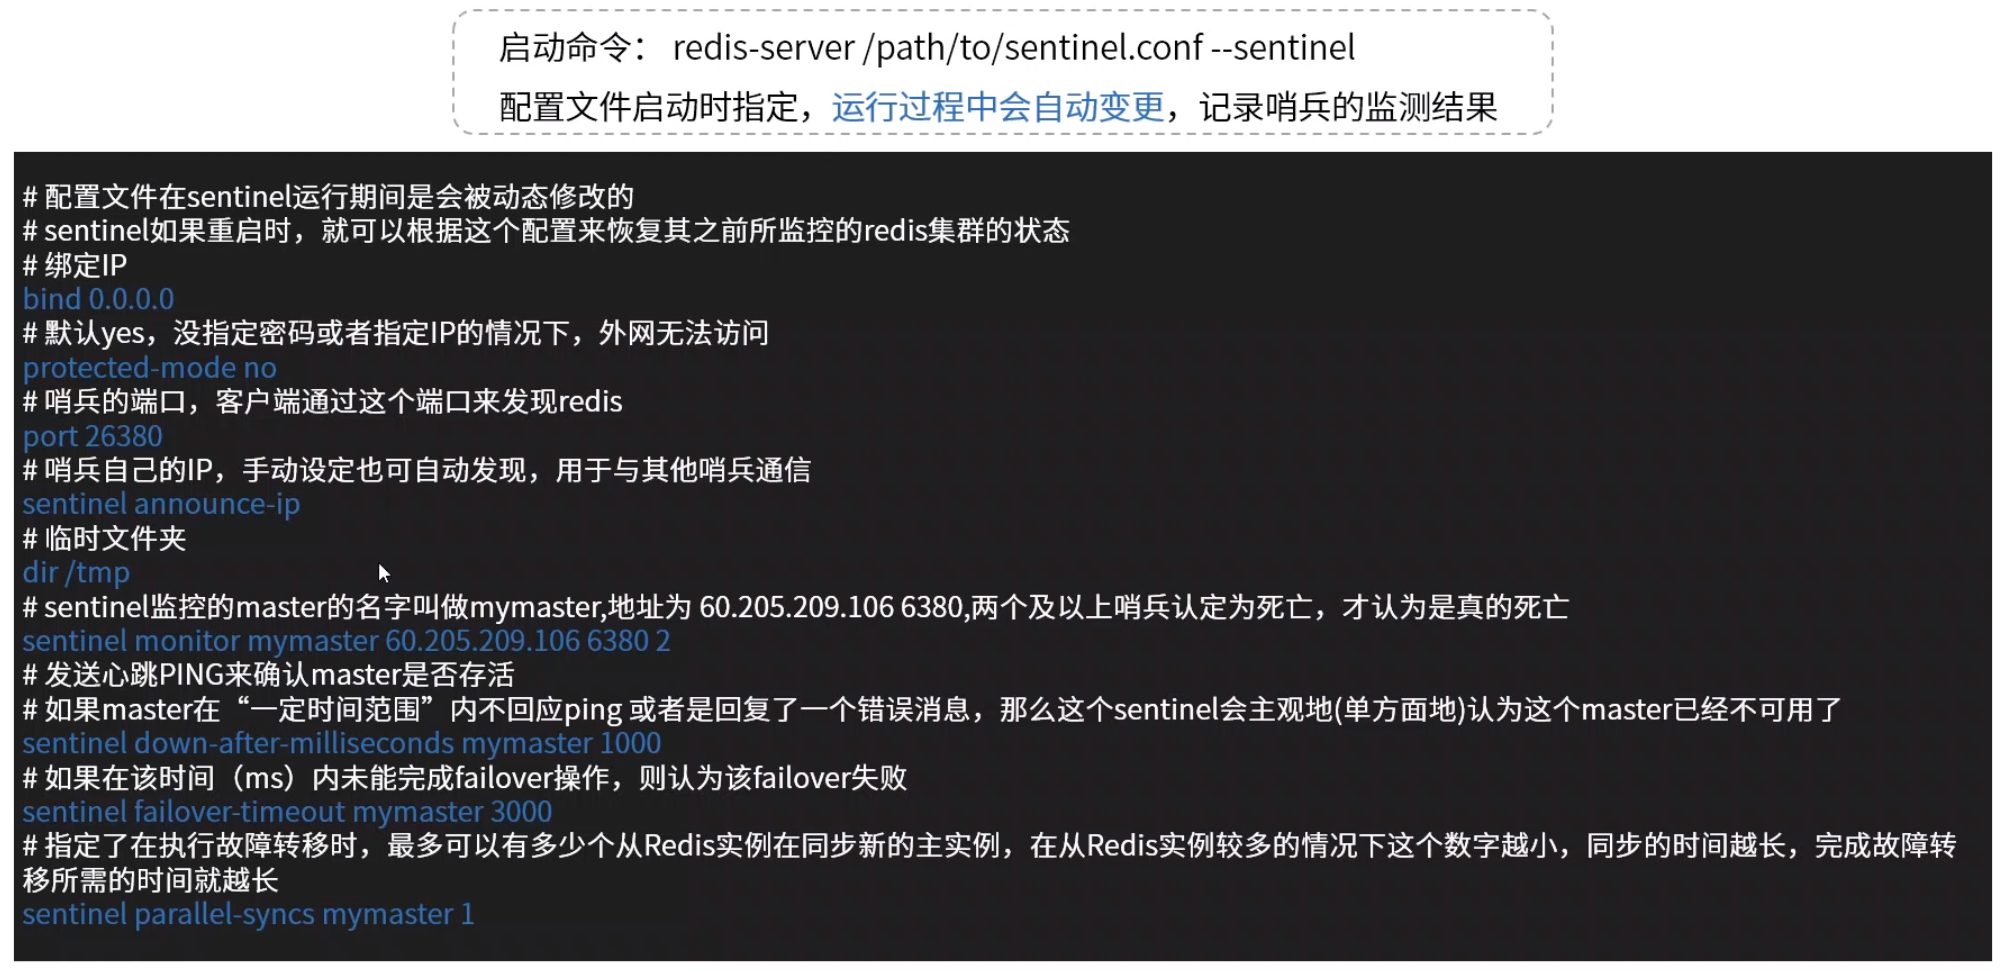 启动命令： redis-server /path/to/sentinel.conf --sentinel
配置文件启动时指定，运行过程中会自动变更，记录哨兵的监测结果
# 配置文件在sentinel运行期间是会被动态修改的
# sentinel如果重启时，就可以根据这个配置来恢复其之前所监控的redis集群的状态
# 绑定IP
bind 0.0.0.0
# 默认yes，没指定密码或者指定IP的情况下，外网无法访问
protected-mode no
# 哨兵的端口，客户端通过这个端口来发现redis
port 26380
# 哨兵自己的IP，手动设定也可自动发现，用于与其他哨兵通信
sentinel announce-ip
# 临时文件夹
dir /tmp
# sentinel监控的master的名字叫做mymaster,地址为 60.205.209.106 6380,两个及以上哨兵认定为死亡，才认为是真的死亡
sentinel monitor mymaster 60.205.209.106 6380 2
# 发送心跳PING来确认master是否存活
# 如果master在“一定时间范围”内不回应ping 或者是回复了一个错误消息，那么这个sentinel会主观地(单方面地)认为这个master已经不可用了
sentinel down-after-milliseconds mymaster 1000
# 如果在该时间（ms）内未能完成failover操作，则认为该failover失败
sentinel failover-timeout mymaster 3000
# 指定了在执行故障转移时，最多可以有多少个从Redis实例在同步新的主实例，在从Redis实例较多的情况下这个数字越小，同步的时间越长，完成故障转
移所需的时间就越长
sentinel parallel-syncs mymaster 1